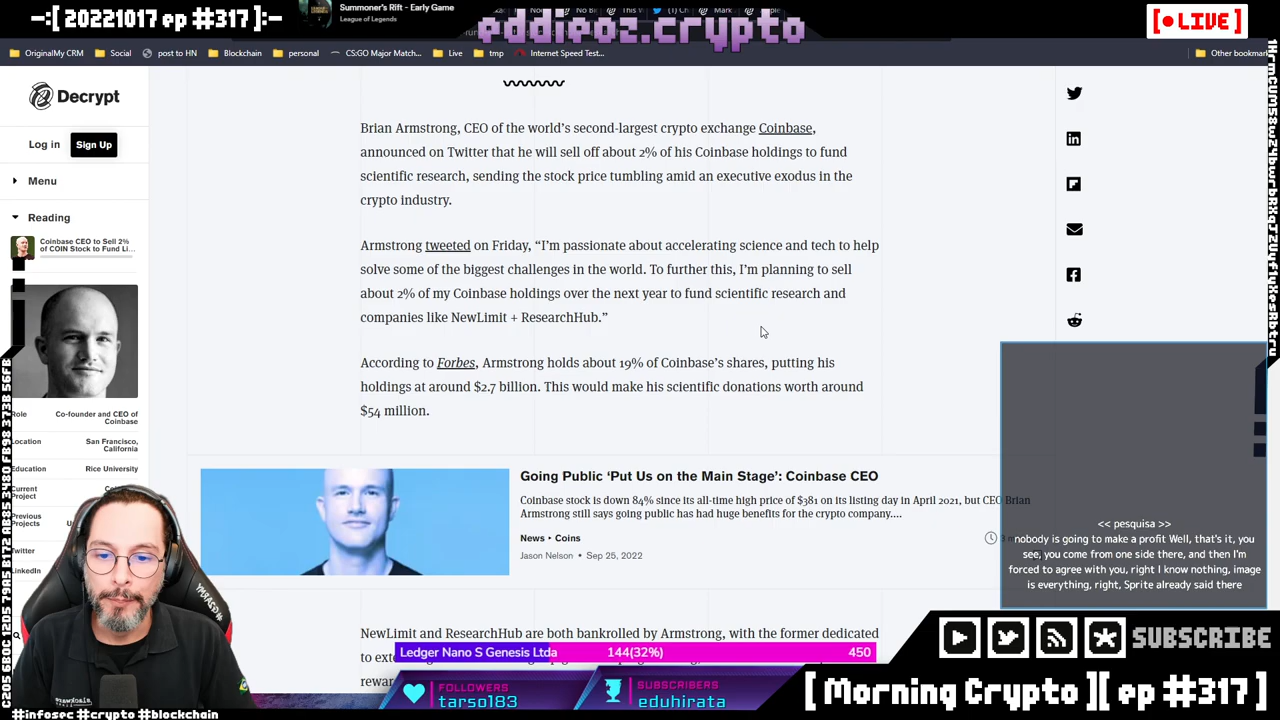 -:[ 20221017 ep #317 ]:-
Summoner's Rift - Early Game
League of Legends
eddieoz.crypto
[ LIVE ]
OriginalMy CRM
Social
post to HN
Blockchain
personal
CS:GO Major Match...
Live
tmp
Internet Speed Test...
Other bookmar
Decrypt
Log in
Sign Up
Menu
Reading
Coinbase CEO to Sell 2%
of COIN Stock to Fund Li...
Role
Co-founder and CEO of
Coinbase
Location
San Francisco,
California
Education
Rice University
Current
Project
Previous
Projects
Twitter
LinkedIn
Brian Armstrong, CEO of the world's second-largest crypto exchange Coinbase,
announced on Twitter that he will sell off about 2% of his Coinbase holdings to fund
scientific research, sending the stock price tumbling amid an executive exodus in the
crypto industry.
Armstrong tweeted on Friday, “I'm passionate about accelerating science and tech to help
solve some of the biggest challenges in the world. To further this, I'm planning to sell
about 2% of my Coinbase holdings over the next year to fund scientific research and
companies like NewLimit + ResearchHub.”
According to Forbes, Armstrong holds about 19% of Coinbase's shares, putting his
holdings at around $2.7 billion. This would make his scientific donations worth around
$54 million.
Going Public 'Put Us on the Main Stage': Coinbase CEO
Coinbase stock is down 84% since its all-time high price of $381 on its listing day in April 2021, but CEO Brian
Armstrong still says going public has had huge benefits for the crypto company....
News • Coins
Jason Nelson • Sep 25, 2022
NewLimit and ResearchHub are both bankrolled by Armstrong, with the former dedicated
<< pesquisa >>
nobody is going to make a profit Well, that's it, you
see, you come from one side there, and then I'm
forced to agree with you, right I know nothing, image
is everything, right, Sprite already said there
Ledger Nano S Genesis Ltda
144(32%)
450
FOLLOWERS
tarso183
SUBSCRIBERS
eduhirata
SUBSCRIBE
[ Morning Crypto ][ ep #317 ]
#infosec #crypto #blockchain